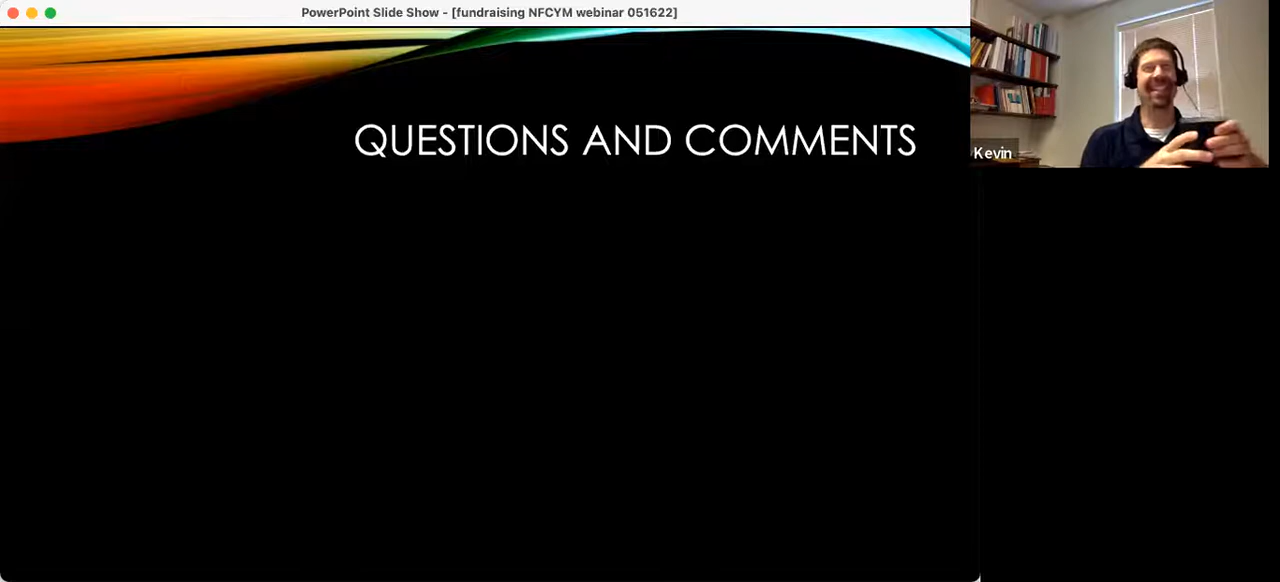 PowerPoint Slide Show - [fundraising NFCYM webinar 051622]
QUESTIONS AND COMMENTS
Kevin